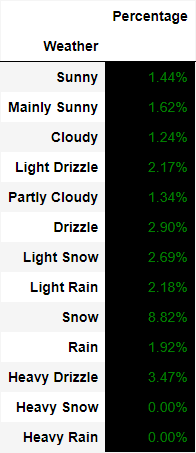 Percentage
Weather
Sunny 1.44%
Mainly Sunny 1.62%
Cloudy 1.24%
Light Drizzle 2.17%
Partly Cloudy 1.34%
Drizzle 2.90%
Light Snow 2.69%
Light Rain 2.18%
Snow 8.82%
Rain 1.92%
Heavy Drizzle 3.47%
Heavy Snow 0.00%
Heavy Rain 0.00%